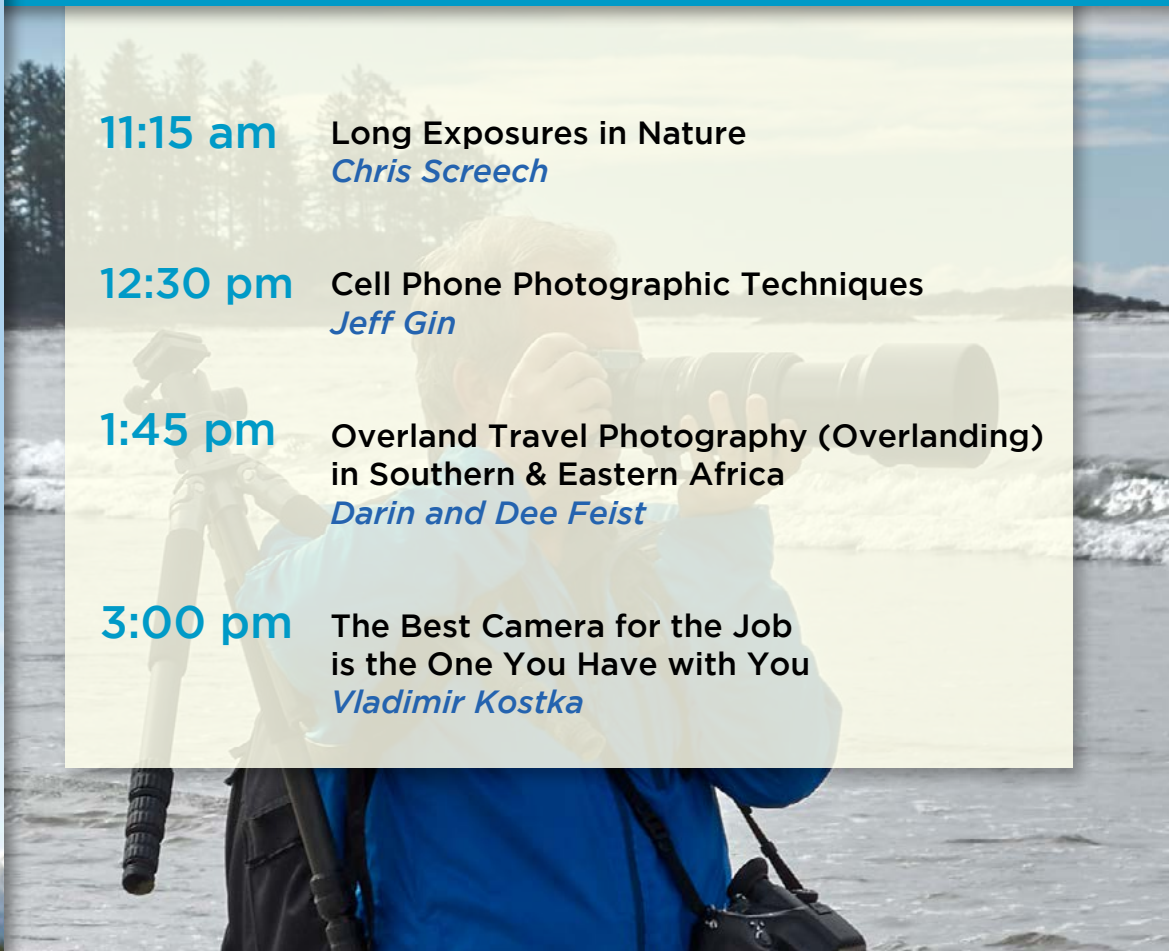 11:15 am Long Exposures in Nature
Chris Screech
12:30 pm Cell Phone Photographic Techniques
Jeff Gin
1:45 pm Overland Travel Photography (Overlanding)
in Southern & Eastern Africa
Darin and Dee Feist
3:00 pm The Best Camera for the Job
is the One You Have with You
Vladimir Kostka